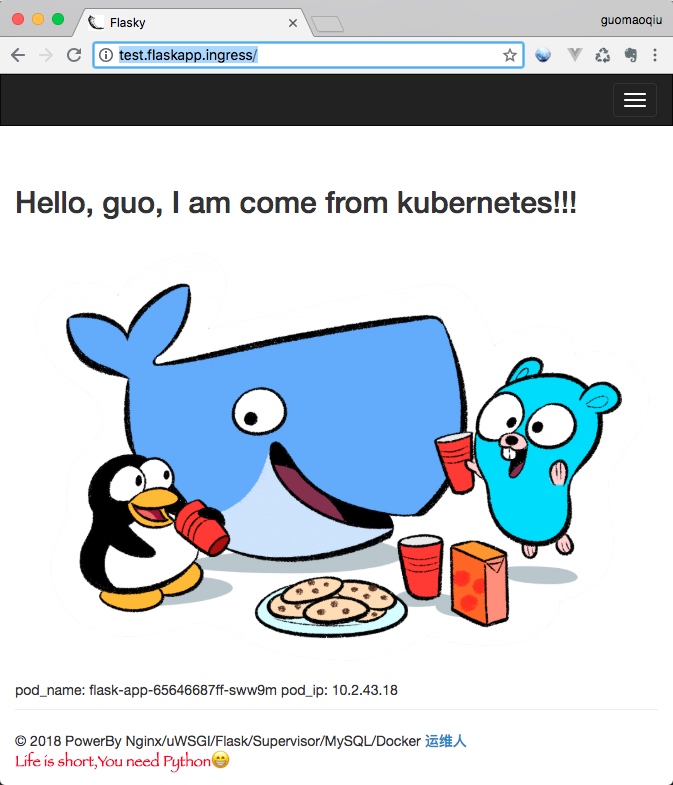 Flasky
guomaoqiu
test.flaskapp.ingress/
Hello, guo, I am come from kubernetes!!!
pod_name: flask-app-65646687ff-sww9m pod_ip: 10.2.43.18
© 2018 PowerBy Nginx/uWSGI/Flask/Supervisor/MySQL/Docker 运维人
Life is short,You need Python😁